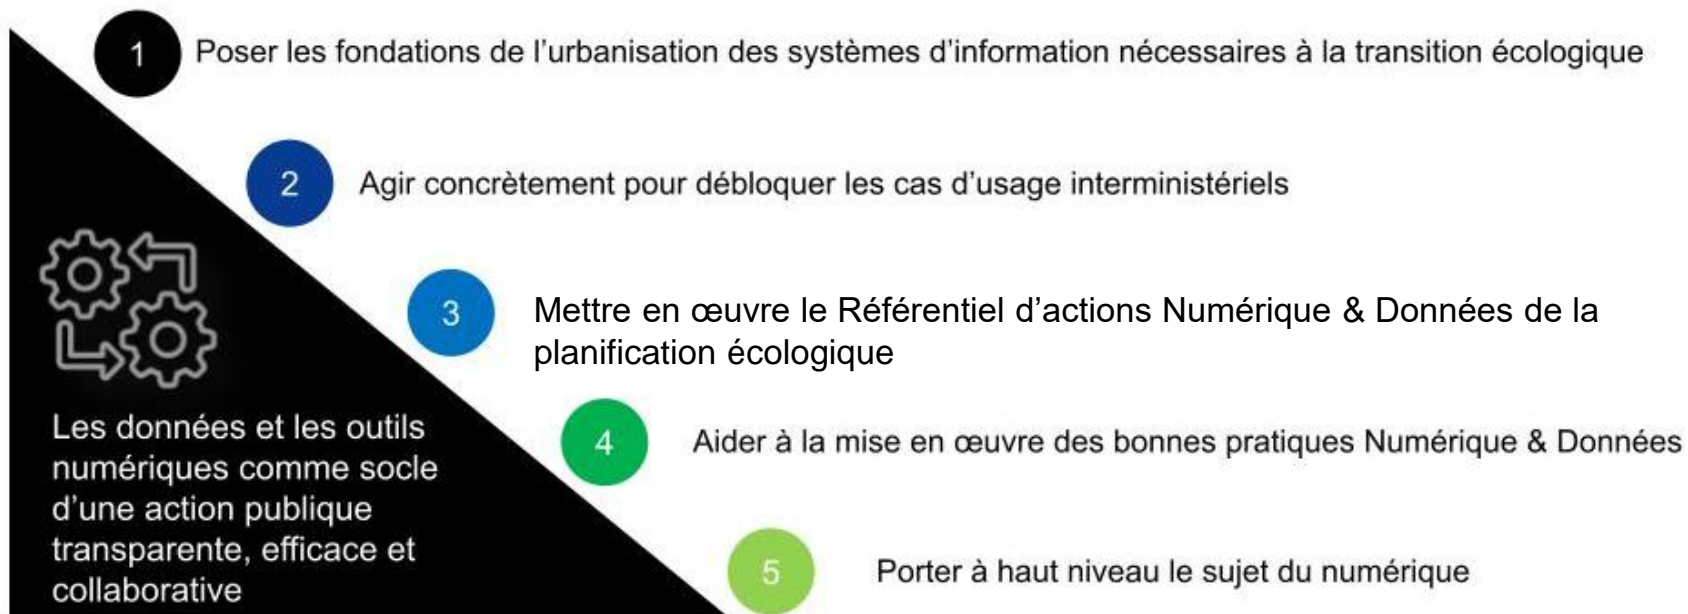 1 Poser les fondations de l’urbanisation des systèmes d’information nécessaires à la transition écologique
2 Agir concrètement pour débloquer les cas d’usage interministériels
3 Mettre en œuvre le Référentiel d’actions Numérique & Données de la
planification écologique
4 Aider à la mise en œuvre des bonnes pratiques Numérique & Données
5 Porter à haut niveau le sujet du numérique
Les données et les outils
numériques comme socle
d’une action publique
transparente, efficace et
collaborative